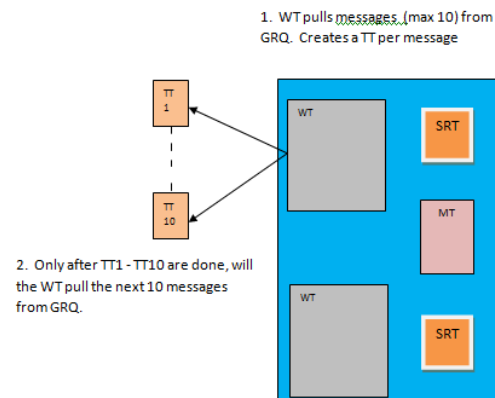 1. WT pulls messages (max 10) from
GRQ. Creates a TT per message
TT
1
WT
SRT
MT
TT
10
2. Only after TT1 - TT10 are done, will
the WT pull the next 10 messages
from GRQ.
WT
SRT